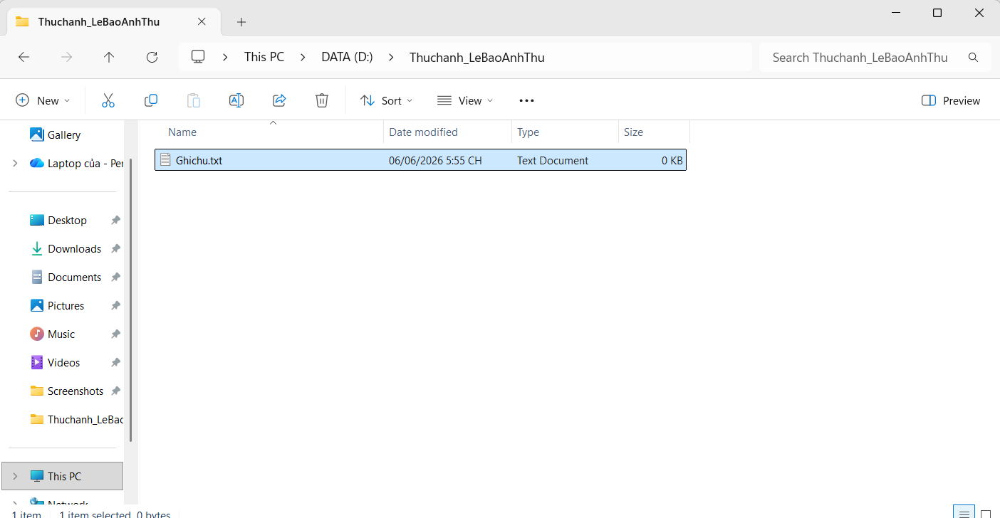 Thuchanh_LeBaoAnhThu
This PC DATA (D:) Thuchanh_LeBaoAnhThu
Search Thuchanh_LeBaoAnhThu
New Sort View Preview
Name Date modified Type Size
Ghichu.txt 06/06/2026 5:55 CH Text Document 0 KB
Gallery
Laptop của - Per
Desktop
Downloads
Documents
Pictures
Music
Videos
Screenshots
Thuchanh_LeBao
This PC
Network
1 item 1 item selected 0 bytes